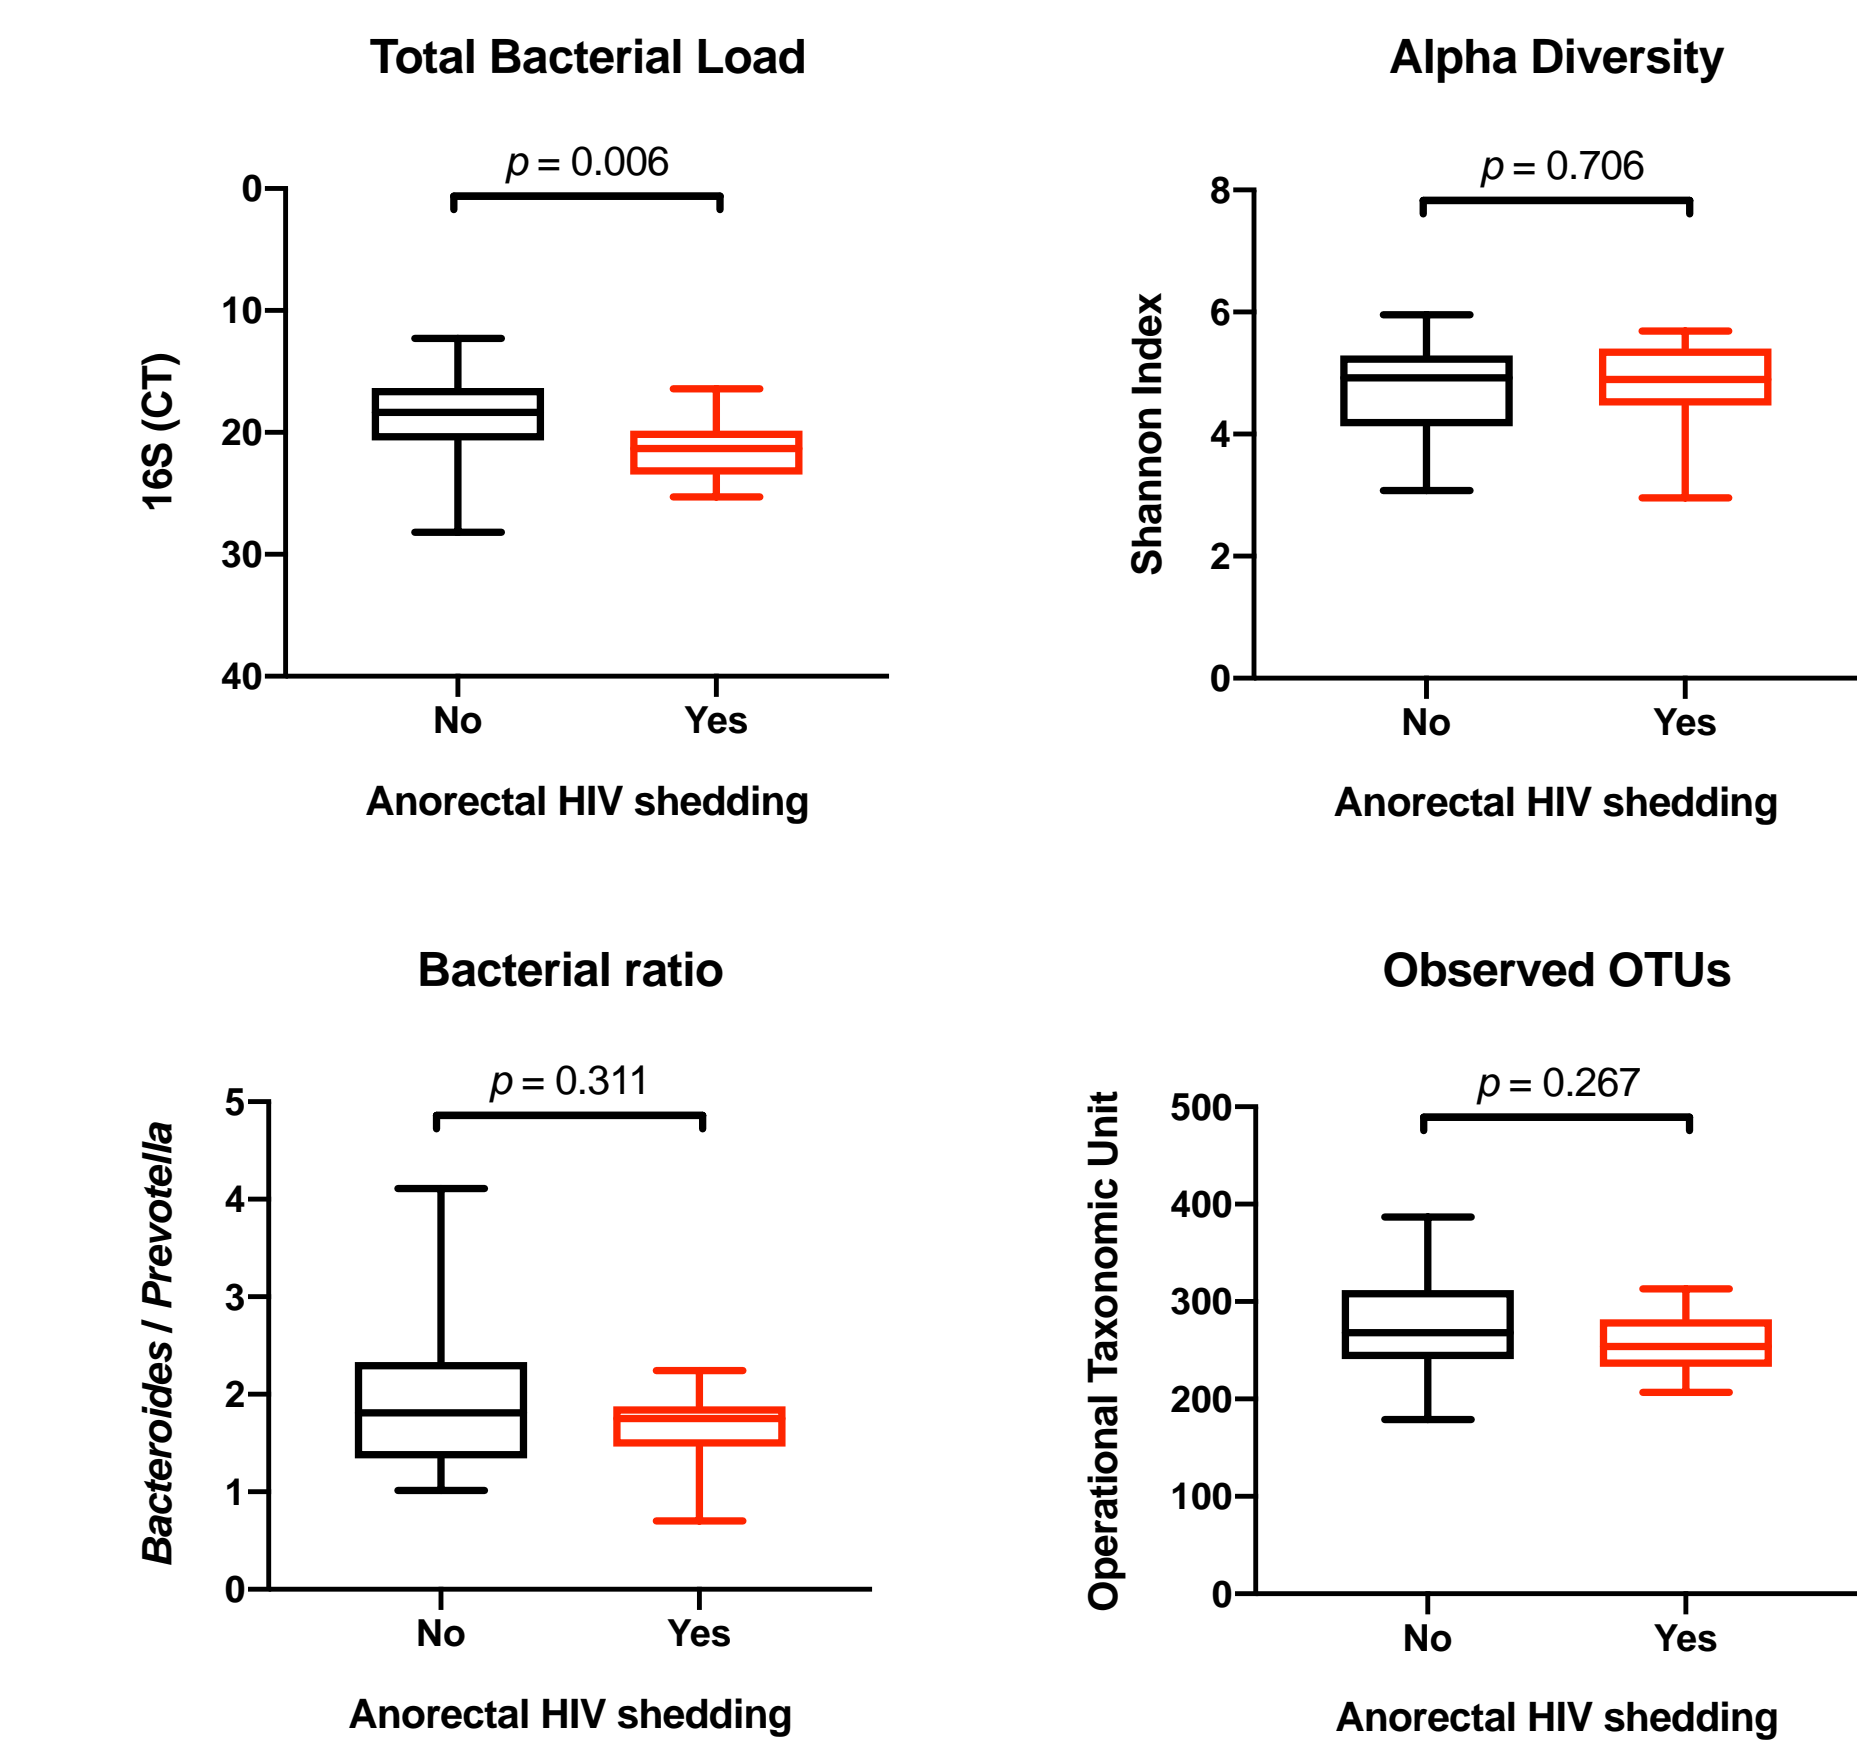 Total Bacterial Load
p = 0.006
16S (CT)
0
10
20
30
40
No
Yes
Anorectal HIV shedding
Alpha Diversity
p = 0.706
Shannon Index
8
6
4
2
0
No
Yes
Anorectal HIV shedding
Bacterial ratio
p = 0.311
Bacteroides / Prevotella
5
4
3
2
1
0
No
Yes
Anorectal HIV shedding
Observed OTUs
p = 0.267
Operational Taxonomic Unit
500
400
300
200
100
0
No
Yes
Anorectal HIV shedding